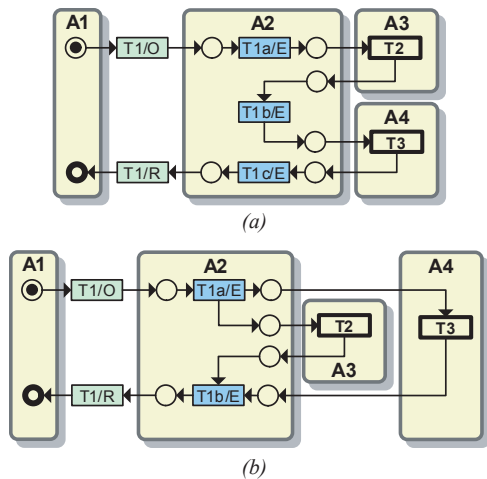 A1 A2 A3
T1/O T1a/E T2
T1b/E
A4
T1/R T1c/E T3
(a)
A1 A2 A4
T1/O T1a/E
T2 T3
A3
T1/R T1b/E
(b)